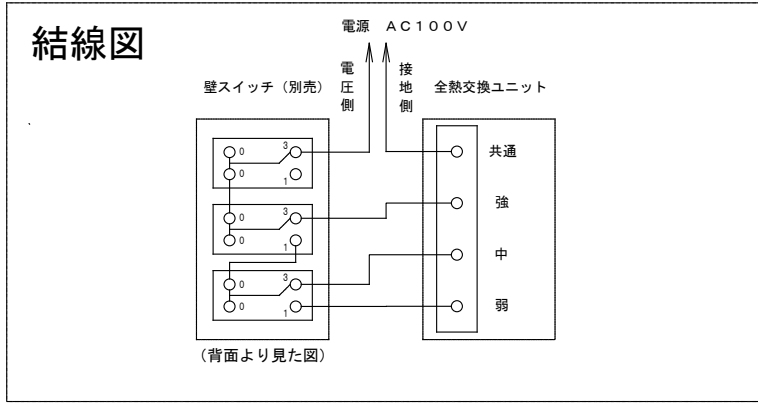 結線図
電源 AC100V
壁スイッチ(別売)
電圧側
接地側
全熱交換ユニット
0 3
0 1
共通
0 3
0 1
強
0 3
0 1
中
弱
(背面より見た図)